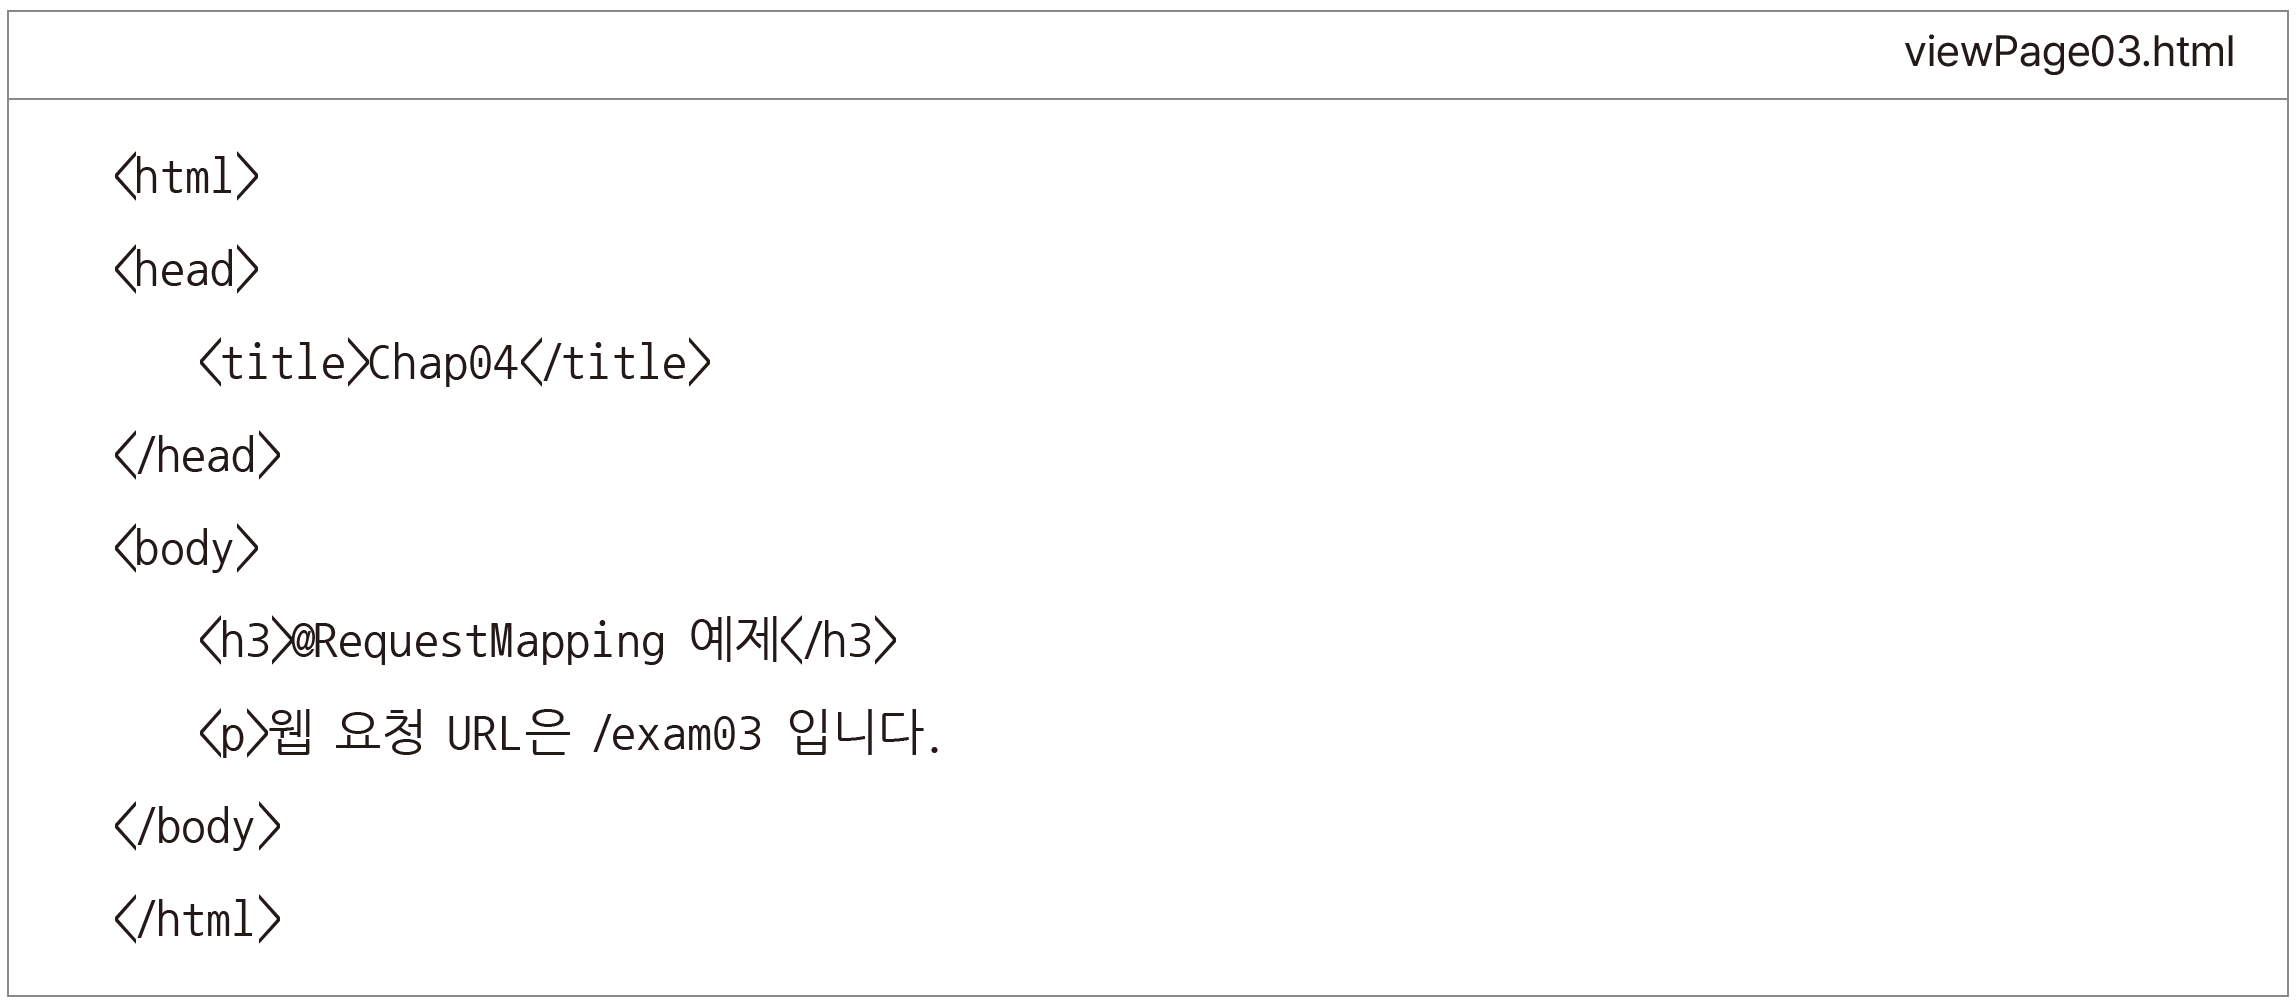 viewPage03.html
<html>
<head>
<title>Chap04</title>
</head>
<body>
<h3>@RequestMapping 예제</h3>
<p>웹 요청 URL은 /exam03 입니다.
</body>
</html>